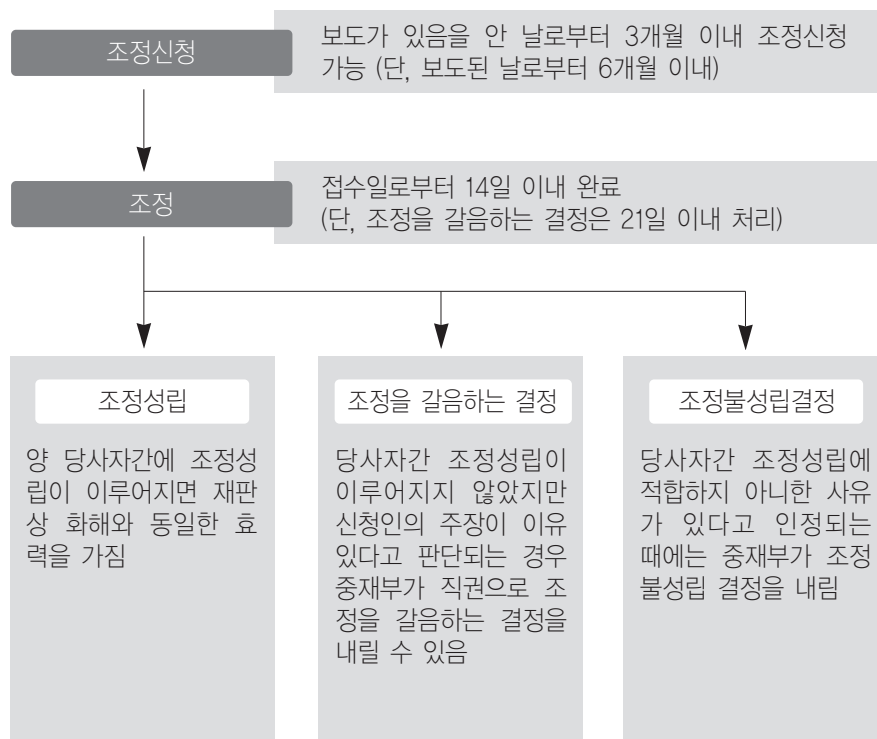 조정신청
보도가 있음을 안 날로부터 3개월 이내 조정신청
가능 (단, 보도된 날로부터 6개월 이내)
조정
접수일로부터 14일 이내 완료
(단, 조정을 갈음하는 결정은 21일 이내 처리)
조정성립
양 당사자간에 조정성
립이 이루어지면 재판
상 화해와 동일한 효
력을 가짐
조정을 갈음하는 결정
당사자간 조정성립이
이루어지지 않았지만
신청인의 주장이 이유
있다고 판단되는 경우
중재부가 직권으로 조
정을 갈음하는 결정을
내릴 수 있음
조정불성립결정
당사자간 조정성립에
적합하지 아니한 사유
가 있다고 인정되는
때에는 중재부가 조정
불성립 결정을 내림